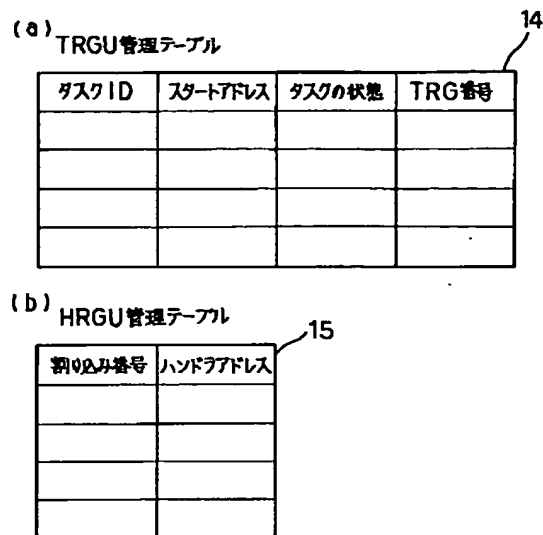 (a) TRGU管理テーブル
14
タスクID スタートアドレス タスクの状態 TRG番号
(b) HRGU管理テーブル
15
割り込み番号 ハンドラアドレス